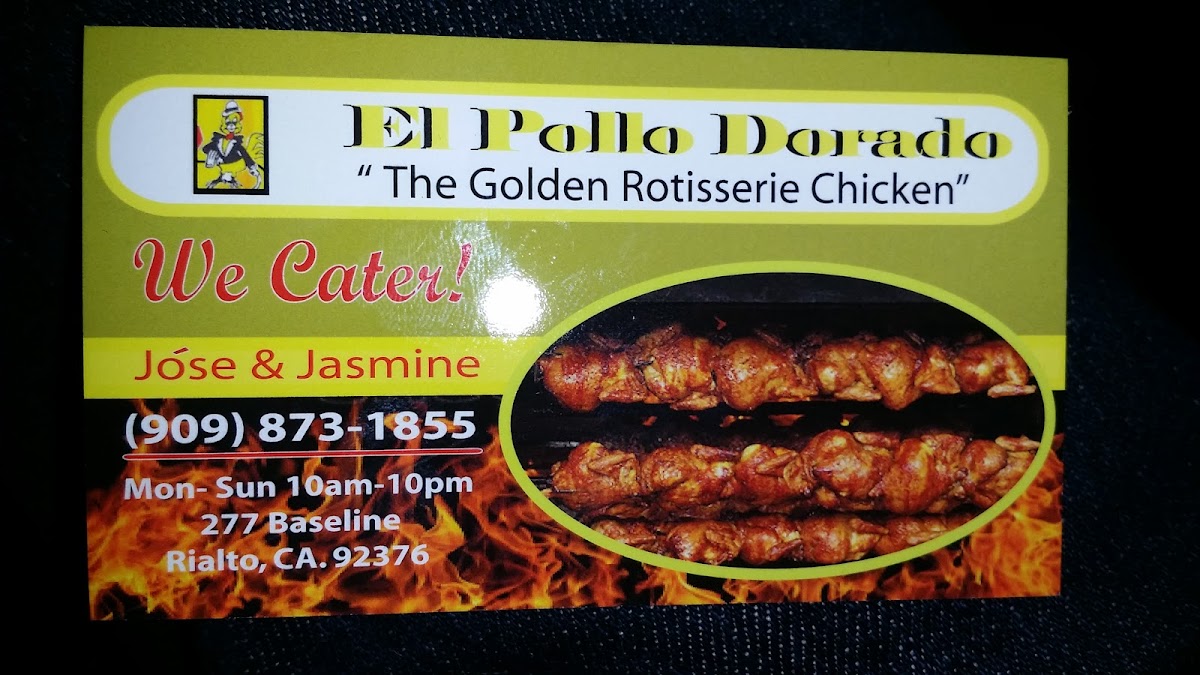 El Pollo Dorado
“ The Golden Rotisserie Chicken”
We Cater!
Jóse & Jasmine
(909) 873-1855
Mon- Sun 10am-10pm
277 Baseline
Rialto, CA. 92376